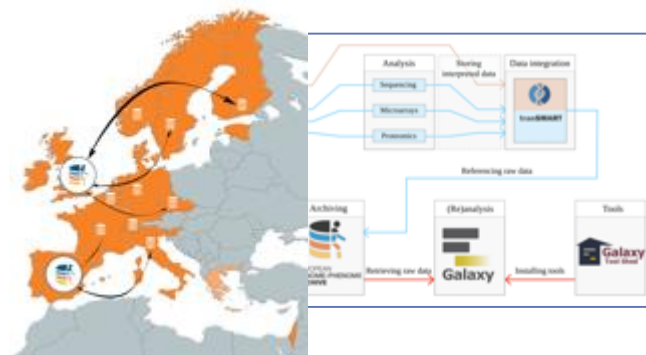 Analysis
Storing
interpreted data
Data integration
Sequencing
Microarrays
Proteomics
tranSMART
Referencing raw data
Archiving
(Re)analysis
Tools
Galaxy
Galaxy
Tool Shed
Retrieving raw data
Installing tools